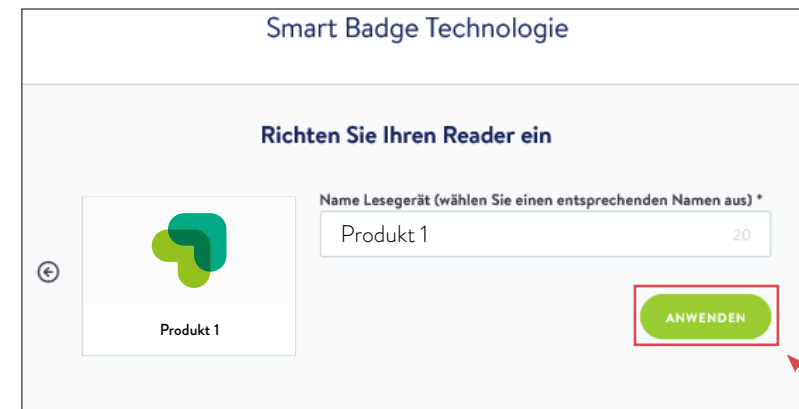 Smart Badge Technologie
Richten Sie Ihren Reader ein
Name Lesegerät (wählen Sie einen entsprechenden Namen aus) *
Produkt 1
20
ANWENDEN
Produkt 1